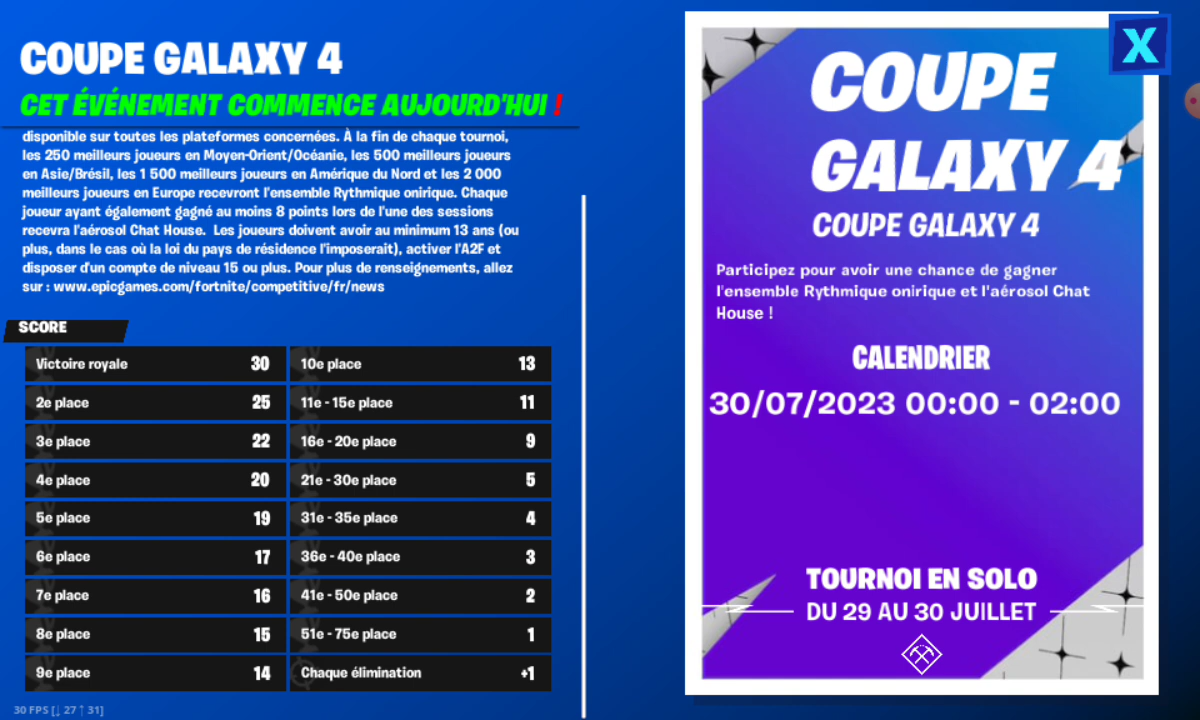 COUPE GALAXY 4
CET ÉVÉNEMENT COMMENCE AUJOURD'HUI !
disponible sur toutes les plateformes concernées. À la fin de chaque tournoi,
les 250 meilleurs joueurs en Moyen-Orient/Océanie, les 500 meilleurs joueurs
en Asie/Brésil, les 1 500 meilleurs joueurs en Amérique du Nord et les 2 000
meilleurs joueurs en Europe recevront l'ensemble Rythmique onirique. Chaque
joueur ayant également gagné au moins 8 points lors de l'une des sessions
recevra l'aérosol Chat House. Les joueurs doivent avoir au minimum 13 ans (ou
plus, dans le cas où la loi du pays de résidence l'imposerait), activer l'A2F et
disposer d'un compte de niveau 15 ou plus. Pour plus de renseignements, allez
sur : www.epicgames.com/fortnite/competitive/fr/news
SCORE
Victoire royale 30
2e place 25
3e place 22
4e place 20
5e place 19
6e place 17
7e place 16
8e place 15
9e place 14
10e place 13
11e - 15e place 11
16e - 20e place 9
21e - 30e place 5
31e - 35e place 4
36e - 40e place 3
41e - 50e place 2
51e - 75e place 1
Chaque élimination +1
30 FPS [↓ 27 ↑ 31]
X
COUPE
GALAXY 4
COUPE GALAXY 4
Participez pour avoir une chance de gagner
l'ensemble Rythmique onirique et l'aérosol Chat
House !
CALENDRIER
30/07/2023 00:00 - 02:00
TOURNOI EN SOLO
DU 29 AU 30 JUILLET